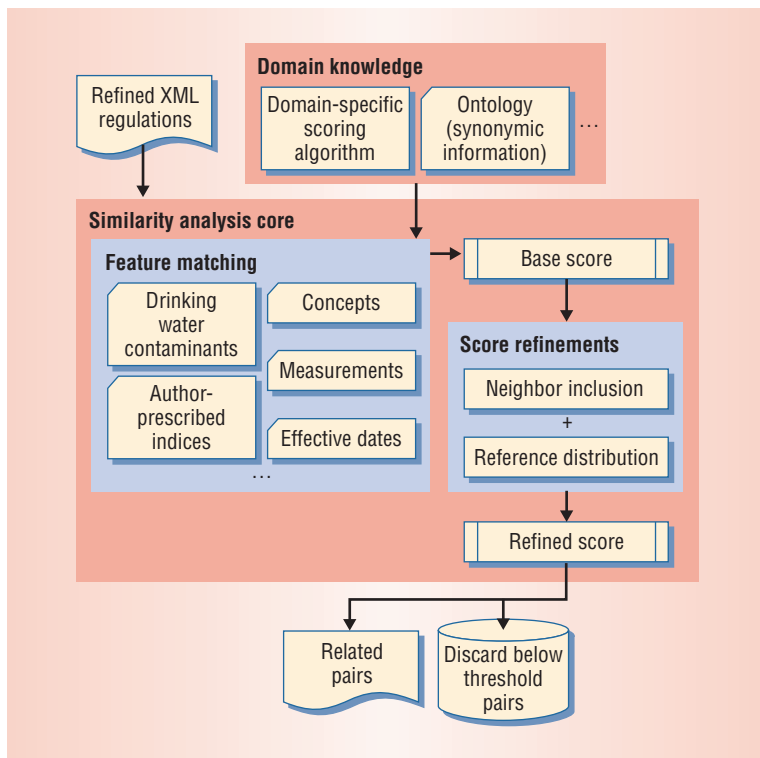 Domain knowledge
Refined XML
regulations
Domain-specific
scoring
algorithm
Ontology
(synonymic
information)
...
Similarity analysis core
Feature matching
Drinking
water
contaminants
Concepts
Measurements
Author-
prescribed
indices
Effective dates
...
Base score
Score refinements
Neighbor inclusion
+
Reference distribution
Refined score
Related
pairs
Discard below
threshold
pairs